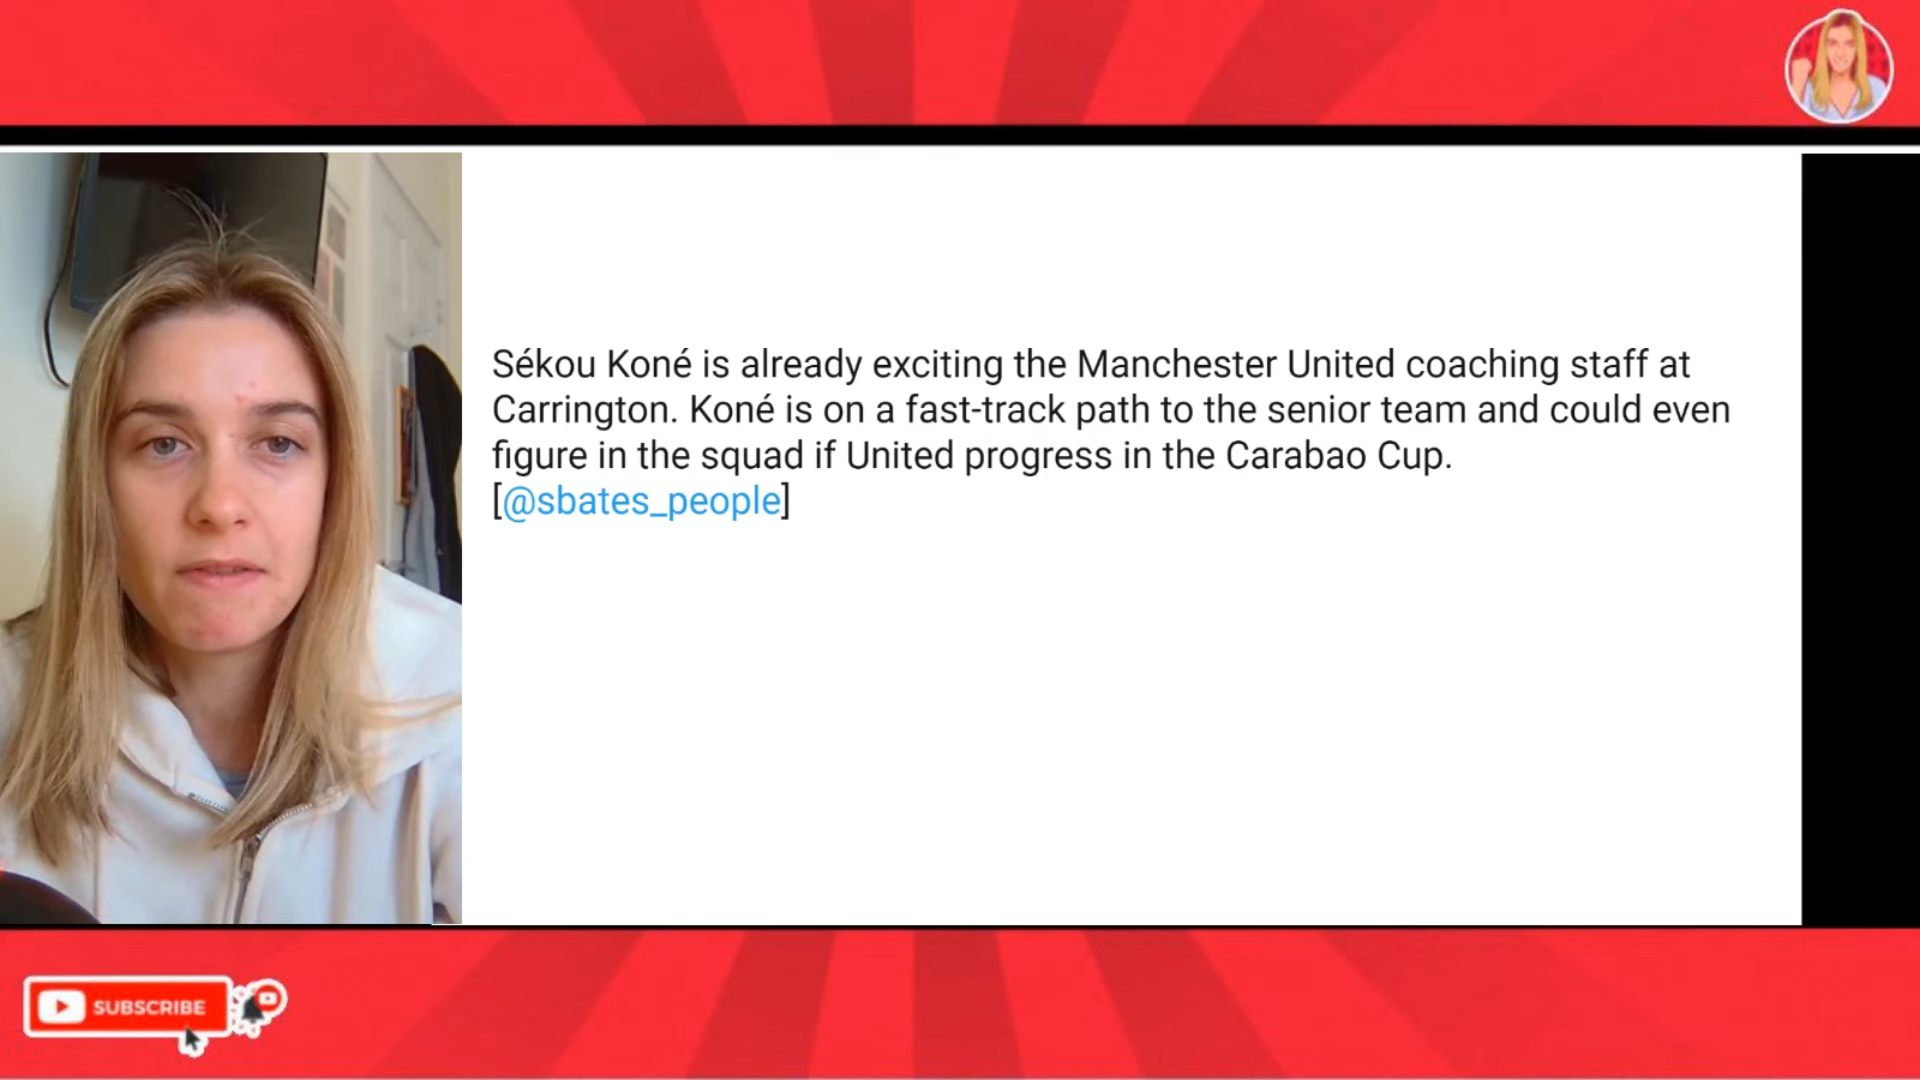 Sékou Koné is already exciting the Manchester United coaching staff at
Carrington. Koné is on a fast-track path to the senior team and could even
figure in the squad if United progress in the Carabao Cup.
[@sbates_people]
SUBSCRIBE